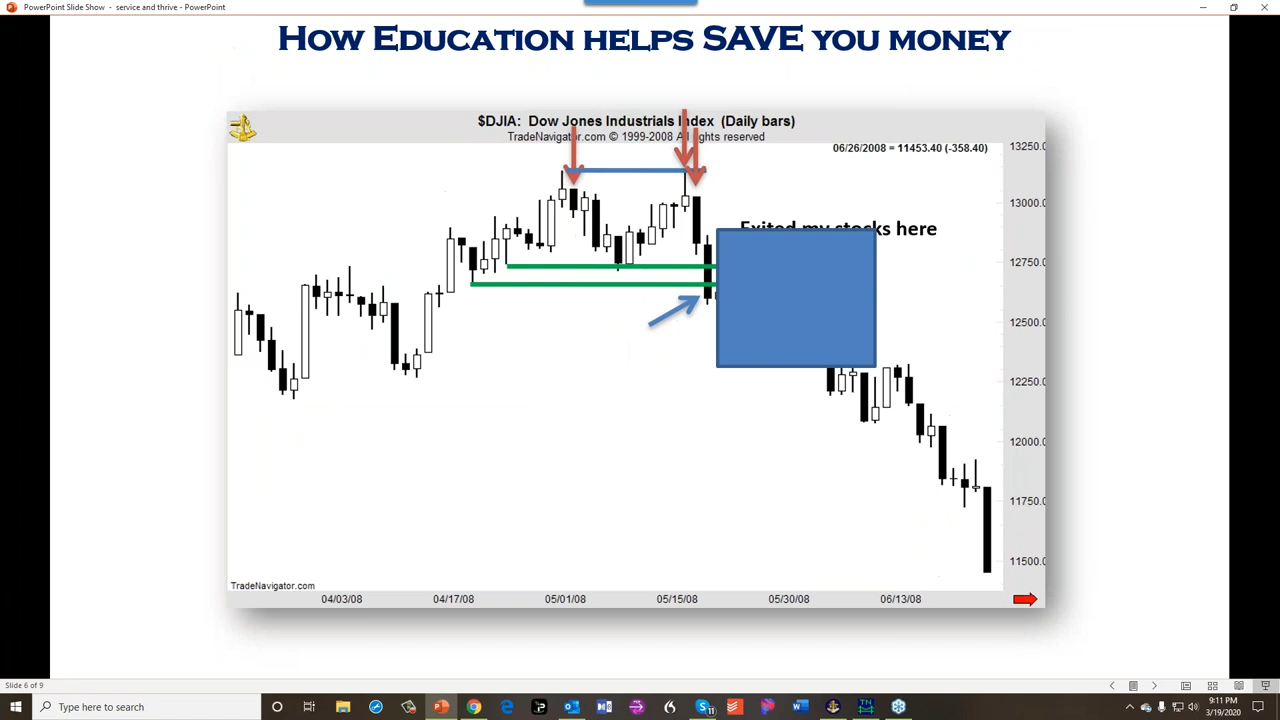 PowerPoint Slide Show - service and thrive - PowerPoint
How Education helps SAVE you money
$DJIA: Dow Jones Industrials Index (Daily bars)
TradeNavigator.com © 1999-2008 All rights reserved
06/26/2008 = 11453.40 (-358.40)
13250.0
13000.0
Exited my stocks here
12750.0
12500.0
12250.0
12000.0
11750.0
11500.0
TradeNavigator.com
04/03/08 04/17/08 05/01/08 05/15/08 05/30/08 06/13/08
Slide 6 of 9
Type here to search
9:11 PM
3/19/2020